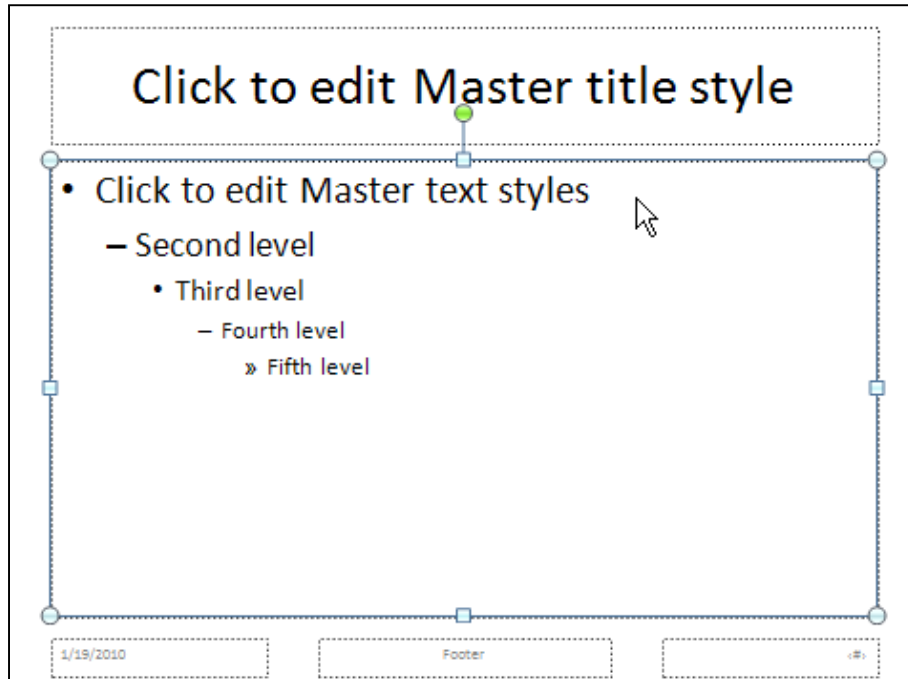 Click to edit Master title style
• Click to edit Master text styles
– Second level
• Third level
– Fourth level
» Fifth level
1/19/2010 Footer ‹#›